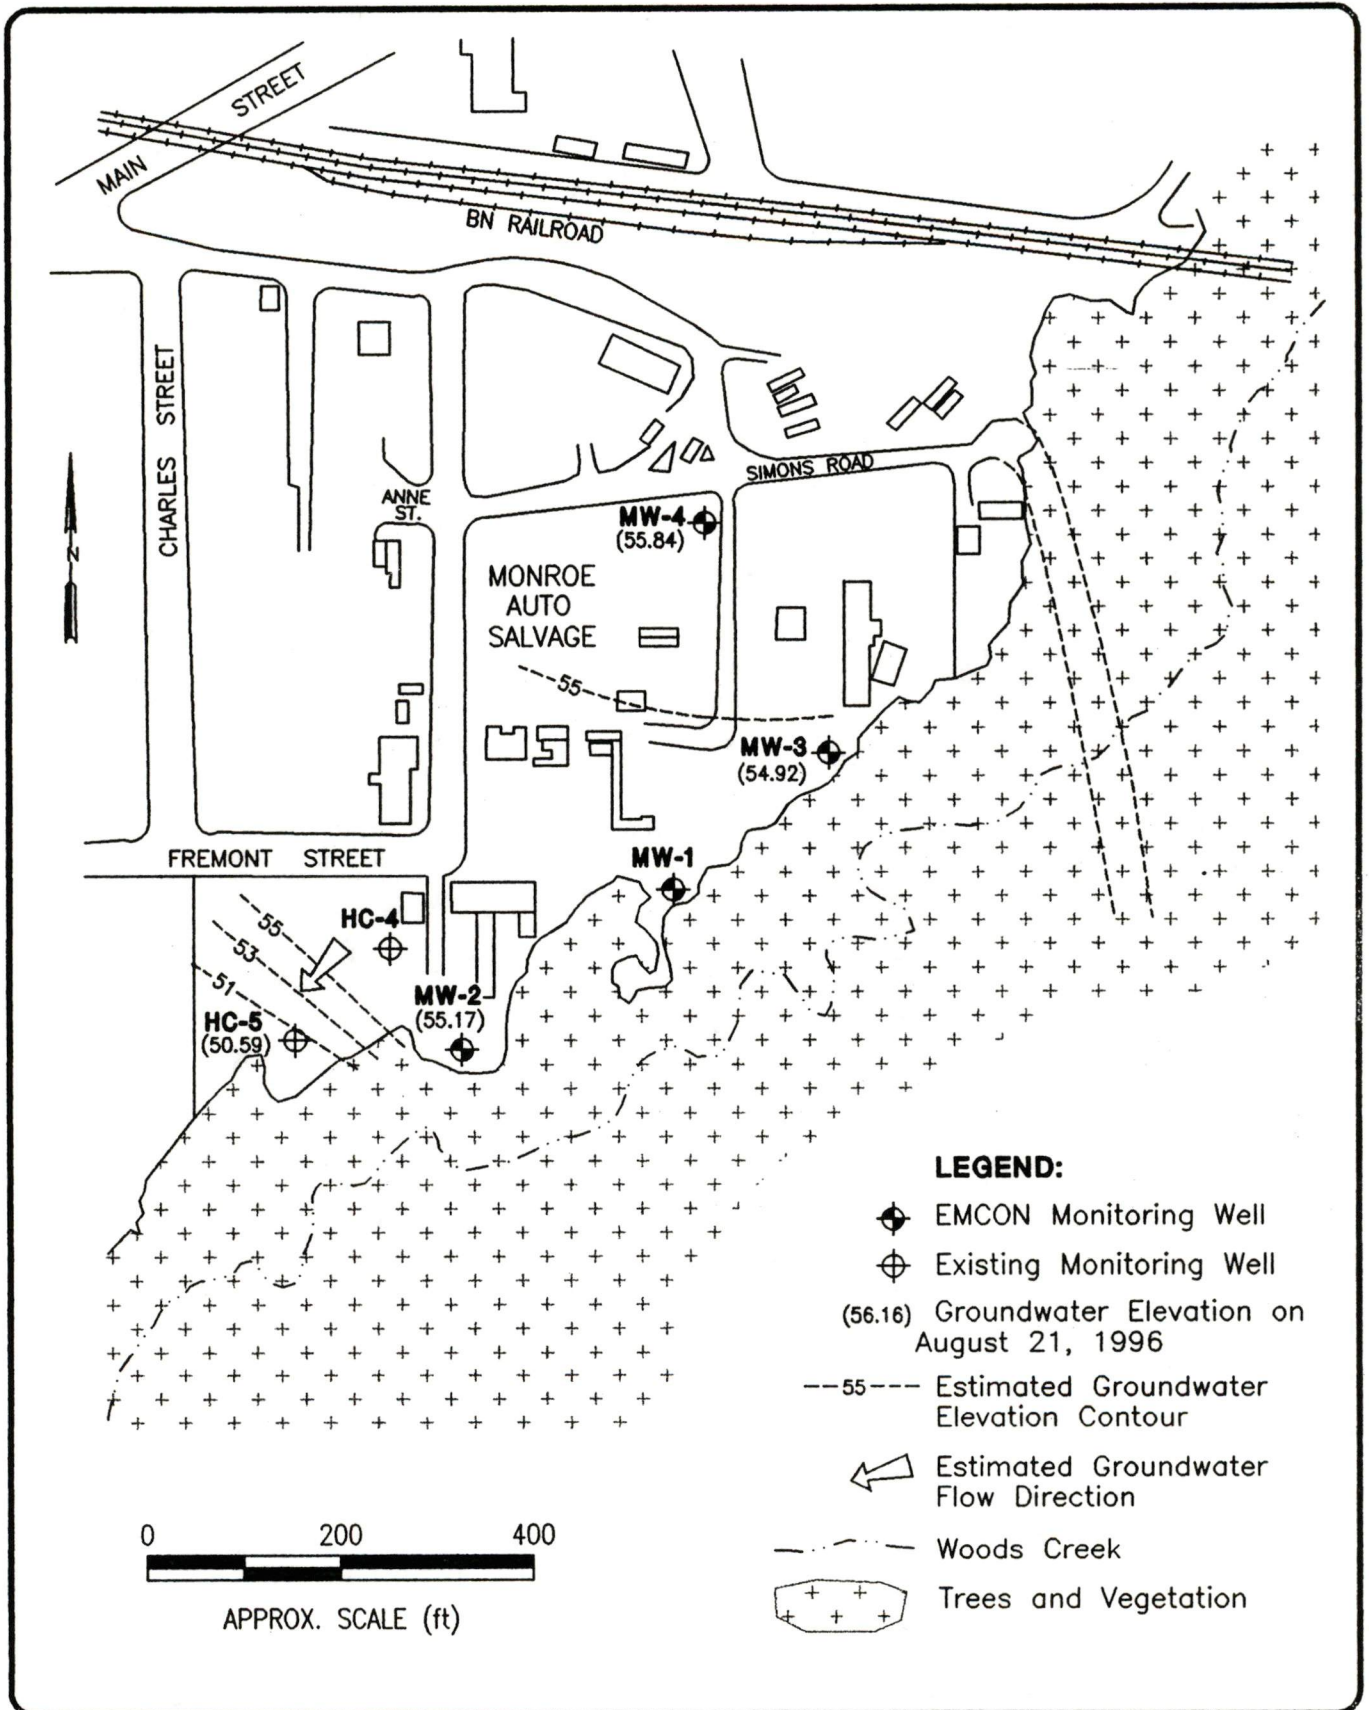 STREET
MAIN
BN RAILROAD
CHARLES STREET
ANNE
ST.
SIMONS ROAD
N
MW-4
(55.84)
MONROE
AUTO
SALVAGE
55
MW-3
(54.92)
FREMONT STREET
MW-1
HC-4
55
53
51
MW-2
(55.17)
HC-5
(50.59)
LEGEND:
EMCON Monitoring Well
Existing Monitoring Well
(56.16) Groundwater Elevation on
August 21, 1996
55 Estimated Groundwater
Elevation Contour
Estimated Groundwater
Flow Direction
Woods Creek
Trees and Vegetation
0 200 400
APPROX. SCALE (ft)